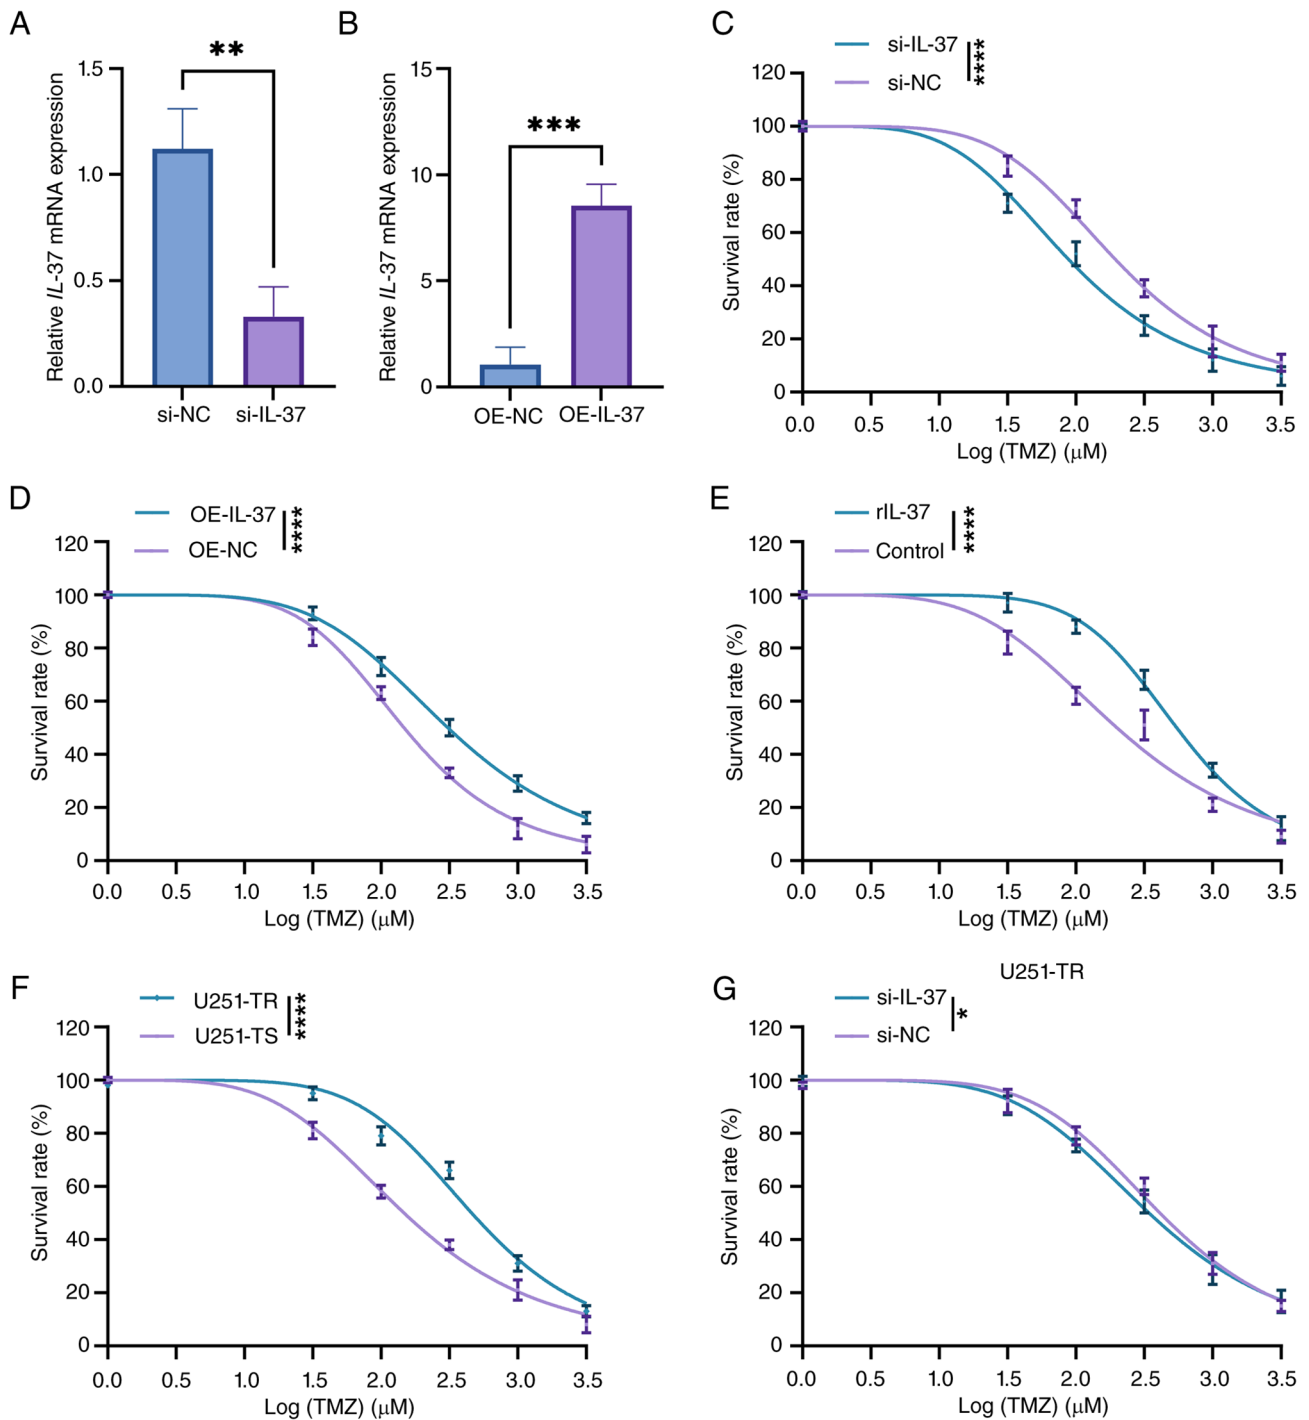 A
Relative IL-37 mRNA expression
1.5
1.0
0.5
0.0
**
si-NC
si-IL-37
B
Relative IL-37 mRNA expression
15
10
5
0
***
OE-NC
OE-IL-37
C
si-IL-37
si-NC
****
Survival rate (%)
120
100
80
60
40
20
0
0.0 0.5 1.0 1.5 2.0 2.5 3.0 3.5
Log (TMZ) (μM)
D
OE-IL-37
OE-NC
****
Survival rate (%)
120
100
80
60
40
20
0
0.0 0.5 1.0 1.5 2.0 2.5 3.0 3.5
Log (TMZ) (μM)
E
rIL-37
Control
****
Survival rate (%)
120
100
80
60
40
20
0
0.0 0.5 1.0 1.5 2.0 2.5 3.0 3.5
Log (TMZ) (μM)
F
U251-TR
U251-TS
****
Survival rate (%)
120
100
80
60
40
20
0
0.0 0.5 1.0 1.5 2.0 2.5 3.0 3.5
Log (TMZ) (μM)
G
U251-TR
si-IL-37
si-NC
*
Survival rate (%)
120
100
80
60
40
20
0
0.0 0.5 1.0 1.5 2.0 2.5 3.0 3.5
Log (TMZ) (μM)